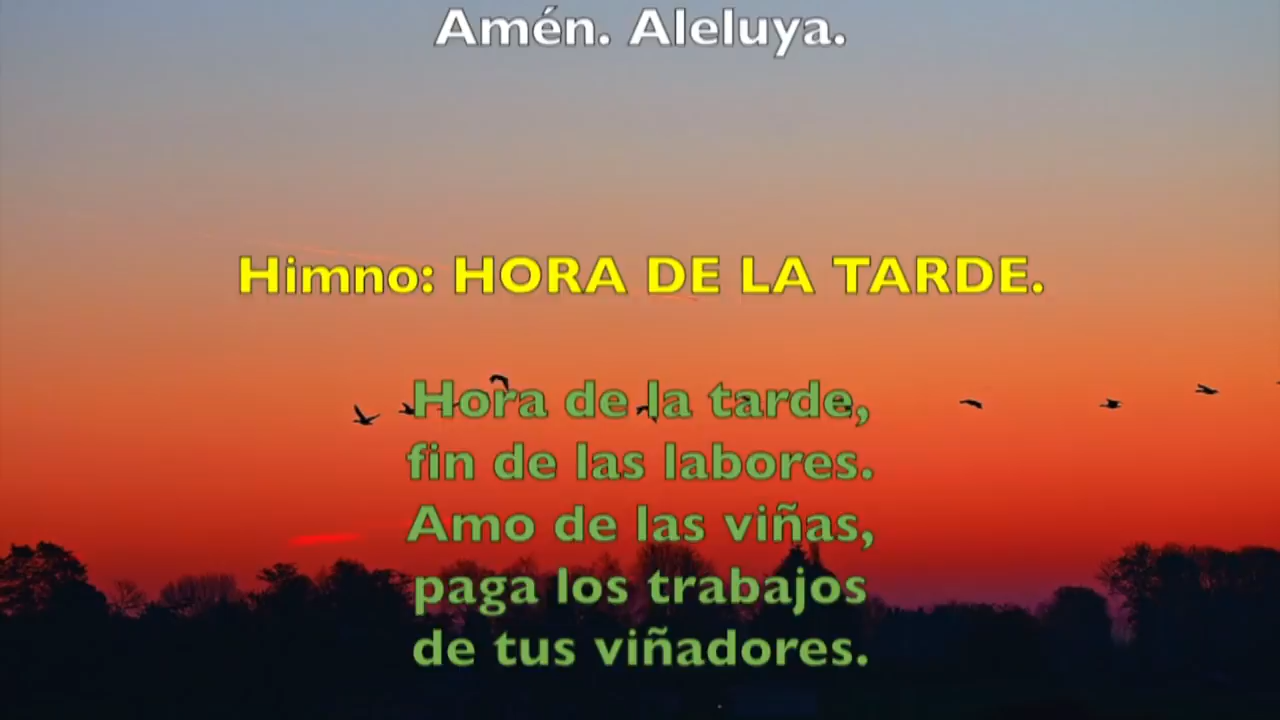 Amén. Aleluya.
Himno: HORA DE LA TARDE.
Hora de la tarde,
fin de las labores.
Amo de las viñas,
paga los trabajos
de tus viñadores.